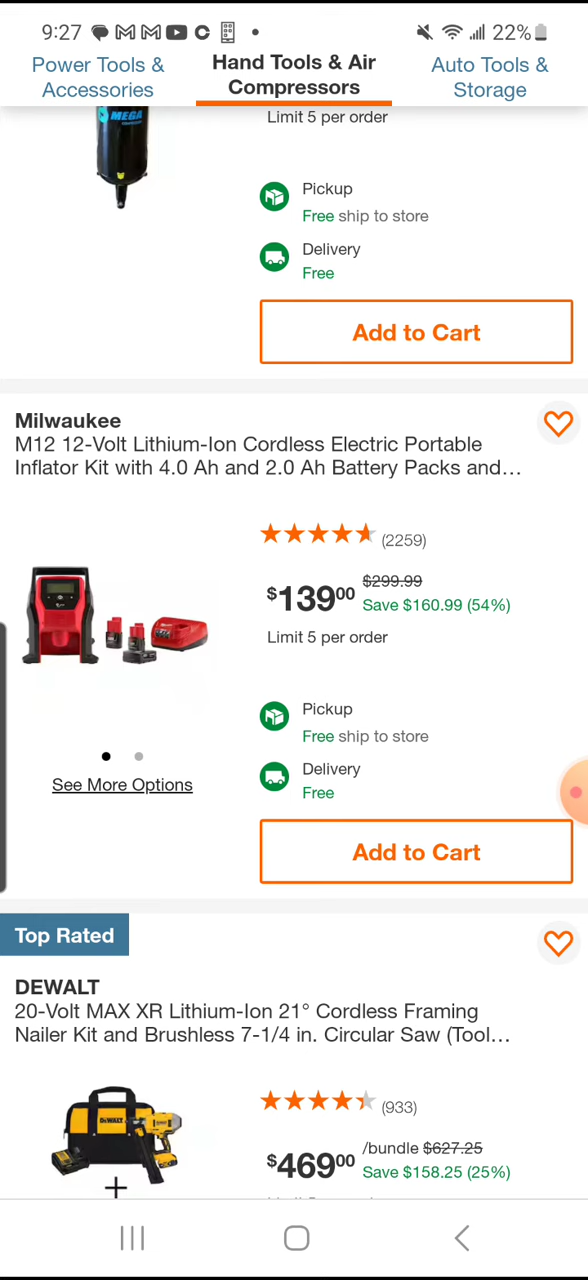 9:27
22%
Power Tools & Accessories
Hand Tools & Air Compressors
Auto Tools & Storage
MEGA
Limit 5 per order
Pickup
Free ship to store
Delivery
Free
Add to Cart
Milwaukee
M12 12-Volt Lithium-Ion Cordless Electric Portable
Inflator Kit with 4.0 Ah and 2.0 Ah Battery Packs and…
(2259)
$13900
$299.99
Save $160.99 (54%)
Limit 5 per order
Pickup
Free ship to store
Delivery
Free
See More Options
Add to Cart
Top Rated
DEWALT
20-Volt MAX XR Lithium-Ion 21° Cordless Framing
Nailer Kit and Brushless 7-1/4 in. Circular Saw (Tool…
DEWALT
(933)
$46900
/bundle $627.25
Save $158.25 (25%)